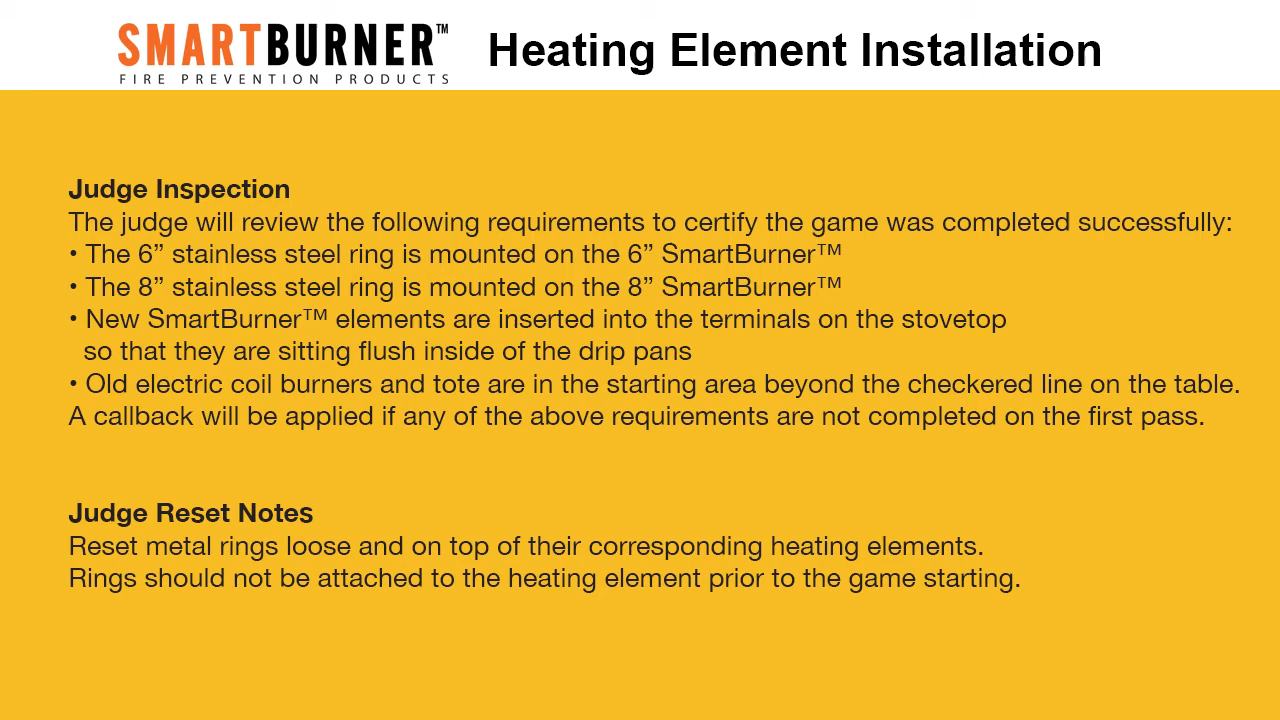 SMARTBURNER™ Heating Element Installation
FIRE PREVENTION PRODUCTS
Judge Inspection
The judge will review the following requirements to certify the game was completed successfully:
• The 6” stainless steel ring is mounted on the 6” SmartBurner™
• The 8” stainless steel ring is mounted on the 8” SmartBurner™
• New SmartBurner™ elements are inserted into the terminals on the stovetop
so that they are sitting flush inside of the drip pans
• Old electric coil burners and tote are in the starting area beyond the checkered line on the table.
A callback will be applied if any of the above requirements are not completed on the first pass.
Judge Reset Notes
Reset metal rings loose and on top of their corresponding heating elements.
Rings should not be attached to the heating element prior to the game starting.